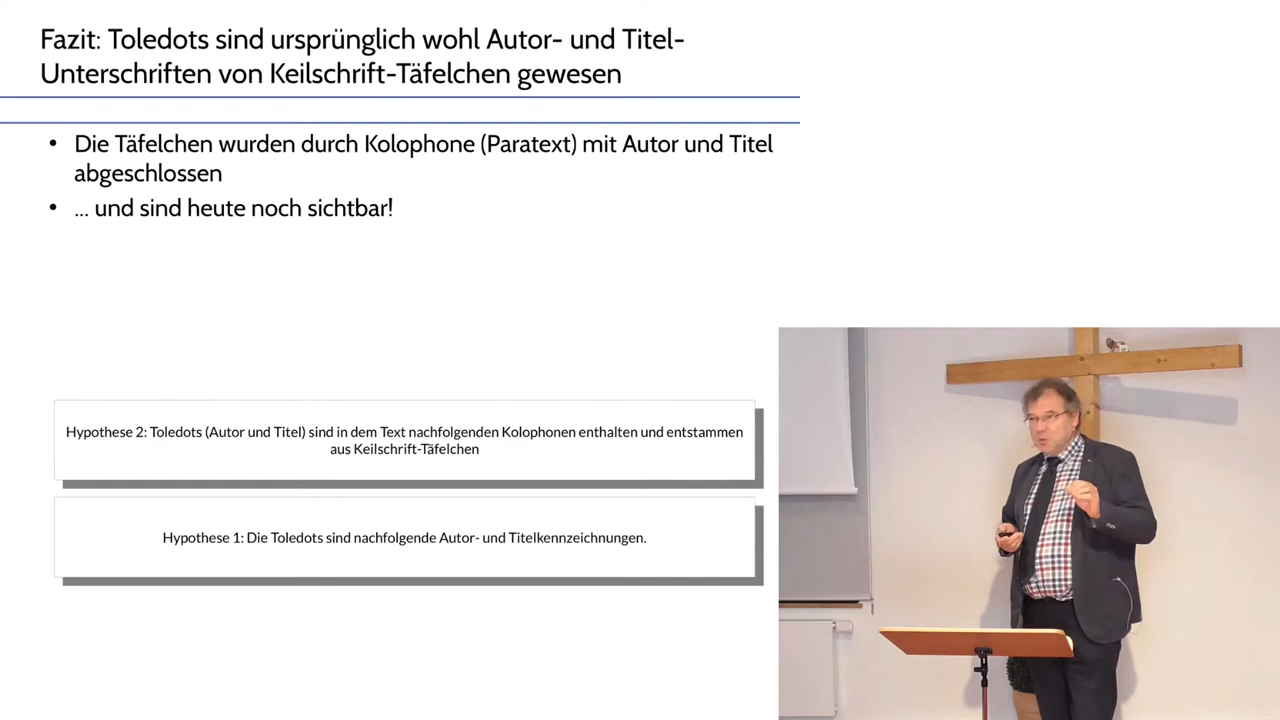 Fazit: Toledots sind ursprünglich wohl Autor- und Titel-
Unterschriften von Keilschrift-Täfelchen gewesen
• Die Täfelchen wurden durch Kolophone (Paratext) mit Autor und Titel
abgeschlossen
• ... und sind heute noch sichtbar!
Hypothese 2: Toledots (Autor und Titel) sind in dem Text nachfolgenden Kolophonen enthalten und entstammen
aus Keilschrift-Täfelchen
Hypothese 1: Die Toledots sind nachfolgende Autor- und Titelkennzeichnungen.